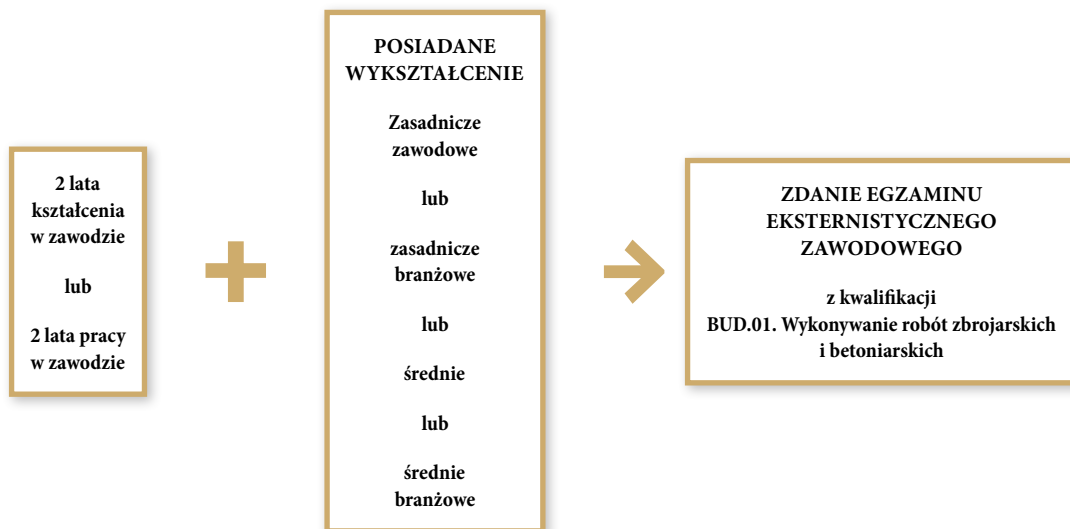 2 lata
kształcenia
w zawodzie
lub
2 lata pracy
w zawodzie
POSIADANE
WYKSZTAŁCENIE
Zasadnicze
zawodowe
lub
zasadnicze
branżowe
lub
średnie
lub
średnie
branżowe
ZDANIE EGZAMINU
EKSTERNISTYCZNEGO
ZAWODOWEGO
z kwalifikacji
BUD.01. Wykonywanie robót zbrojarskich
i betoniarskich